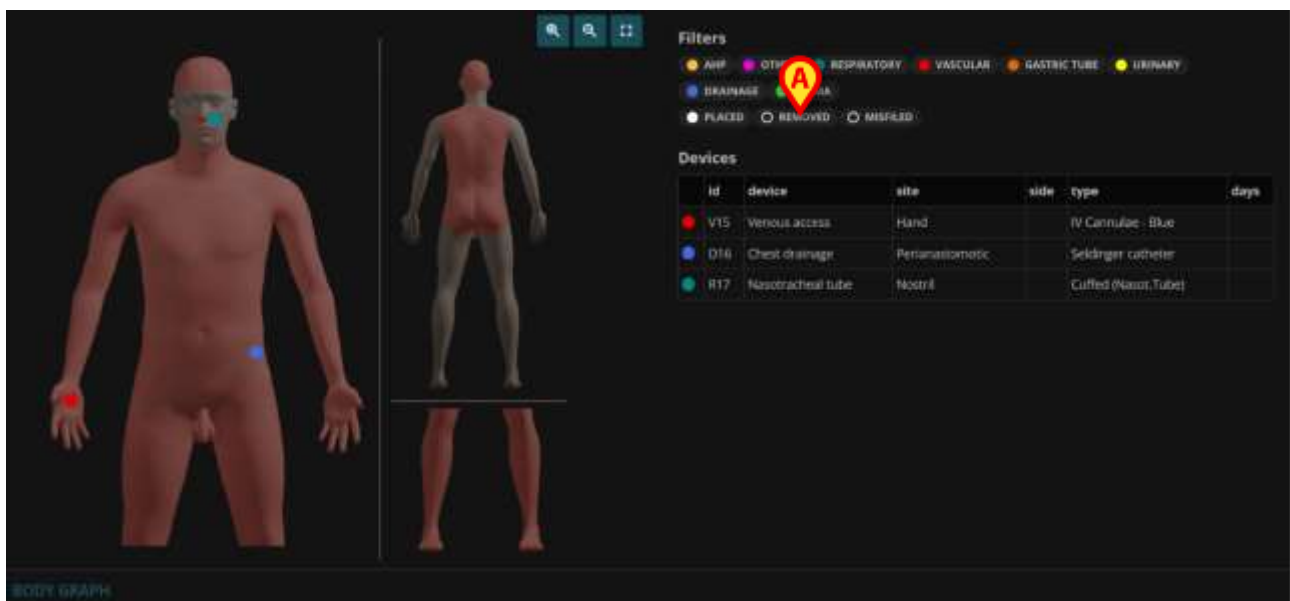 Filters
AHP OTH RESPIRATORY VASCULAR GASTRIC TUBE URINARY
DRAINAGE
A
PLACED REMOVED MISFILED
Devices
id device site side type days
V15 Venous access Hand IV Cannulae - Blue
D16 Chest drainage Perianastomotic Seldinger catheter
R17 Nasotracheal tube Nostril Cuffed (Nasot.Tube)
BODY GRAPH